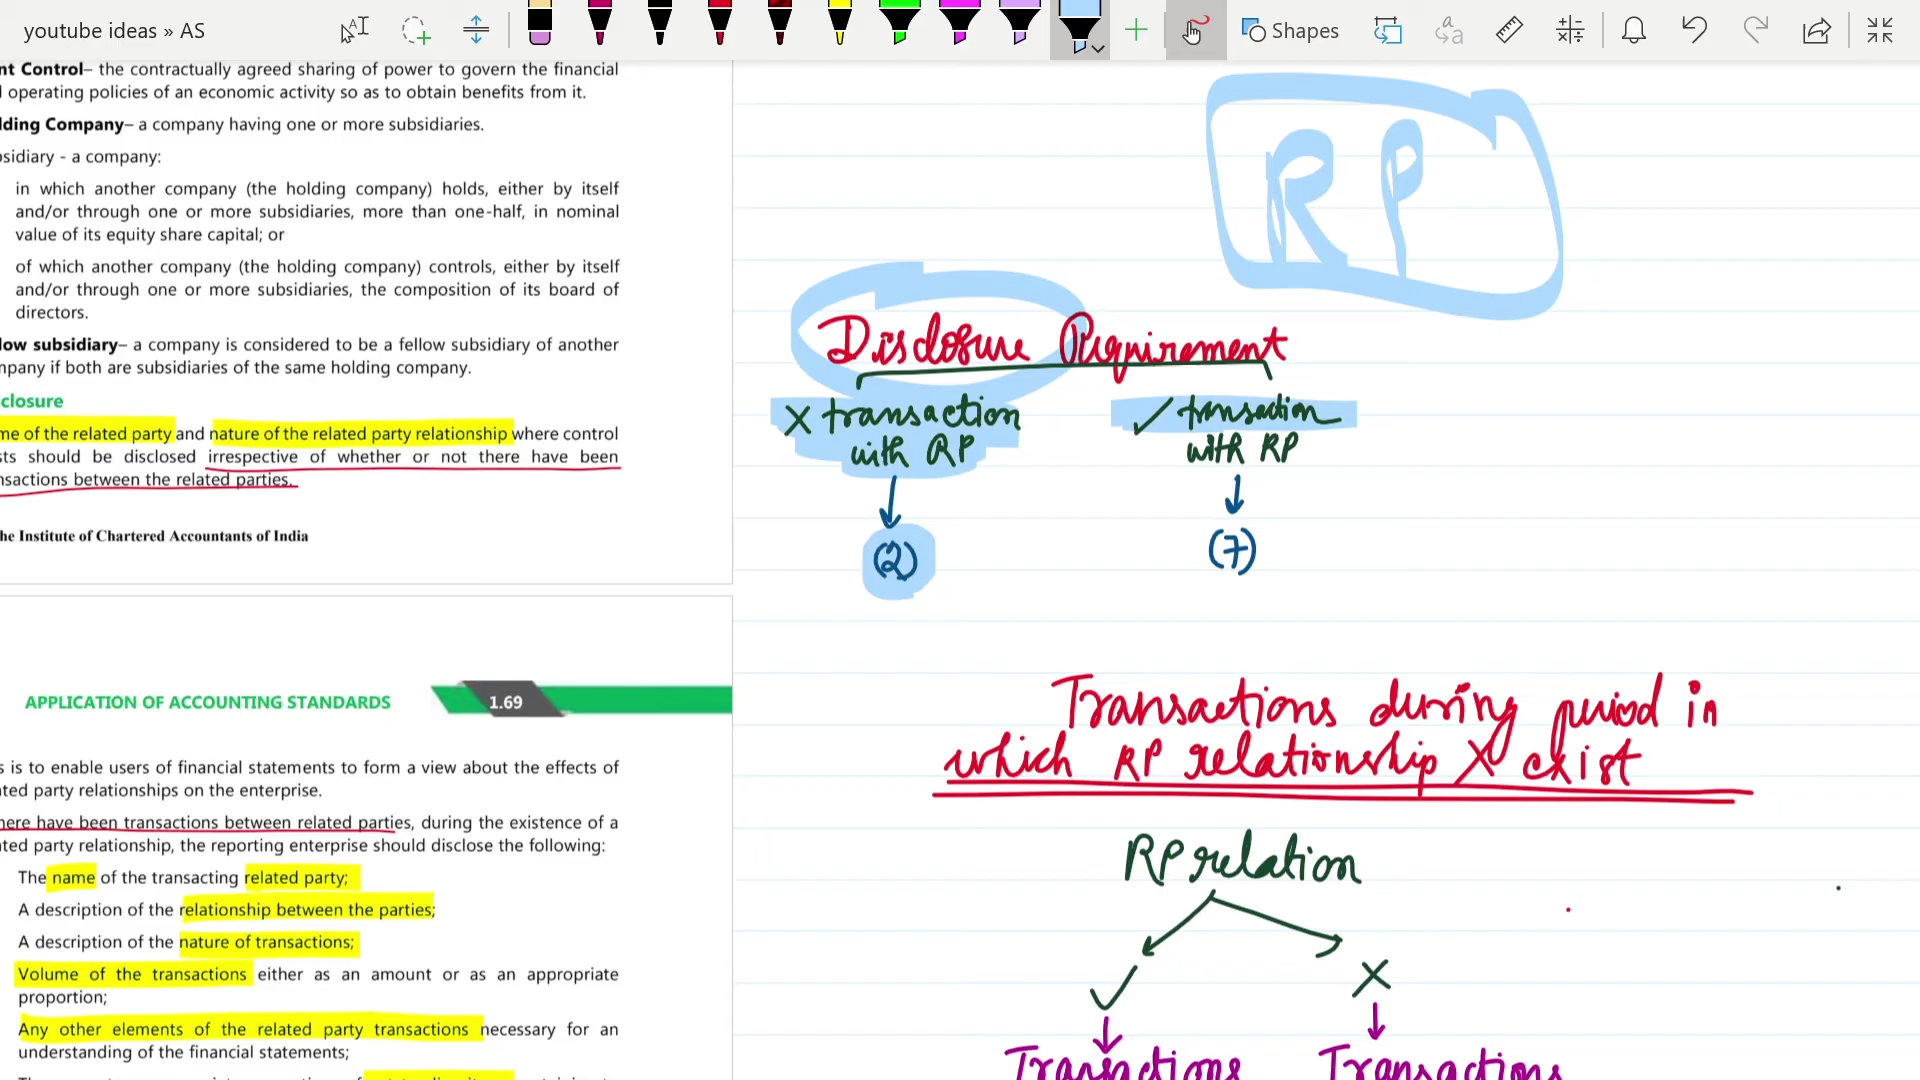 youtube ideas » AS
Shapes
nt Control– the contractually agreed sharing of power to govern the financial
operating policies of an economic activity so as to obtain benefits from it.
lding Company– a company having one or more subsidiaries.
sidiary - a company:
in which another company (the holding company) holds, either by itself
and/or through one or more subsidiaries, more than one-half, in nominal
value of its equity share capital; or
of which another company (the holding company) controls, either by itself
and/or through one or more subsidiaries, the composition of its board of
directors.
low subsidiary– a company is considered to be a fellow subsidiary of another
mpany if both are subsidiaries of the same holding company.
closure
me of the related party and nature of the related party relationship where control
sts should be disclosed irrespective of whether or not there have been
nsactions between the related parties.
he Institute of Chartered Accountants of India
APPLICATION OF ACCOUNTING STANDARDS 1.69
s is to enable users of financial statements to form a view about the effects of
ated party relationships on the enterprise.
here have been transactions between related parties, during the existence of a
ated party relationship, the reporting enterprise should disclose the following:
The name of the transacting related party;
A description of the relationship between the parties;
A description of the nature of transactions;
Volume of the transactions either as an amount or as an appropriate
proportion;
Any other elements of the related party transactions necessary for an
understanding of the financial statements;
RP
Disclosure Requirement
X transaction
with RP
✓ transaction
with RP
(2)
(7)
Transactions during period in
which RP relationship X exist
RP relation
✓
X
Transactions
Transactions